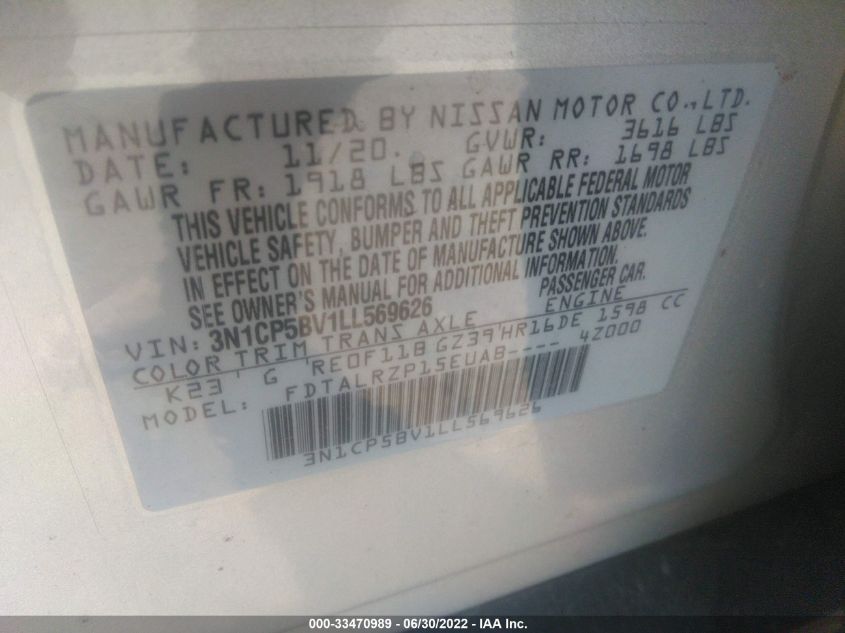 MANUFACTURED BY NISSAN MOTOR CO.,LTD.
DATE: 11/20. GVWR: 3616 LBS
GAWR FR: 1918 LBS GAWR RR: 1698 LBS
THIS VEHICLE CONFORMS TO ALL APPLICABLE FEDERAL MOTOR
VEHICLE SAFETY, BUMPER AND THEFT PREVENTION STANDARDS
IN EFFECT ON THE DATE OF MANUFACTURE SHOWN ABOVE.
SEE OWNER'S MANUAL FOR ADDITIONAL INFORMATION.
VIN: 3N1CP5BV1LL569626 PASSENGER CAR.
COLOR TRIM TRANS AXLE ENGINE
K23 G RE0F11B GZ39 HR16DE 1598 CC
MODEL: FDTALRZP15EUAB---- 4Z000
3N1CP5BV1LL569626
000-33470989 - 06/30/2022 - IAA Inc.